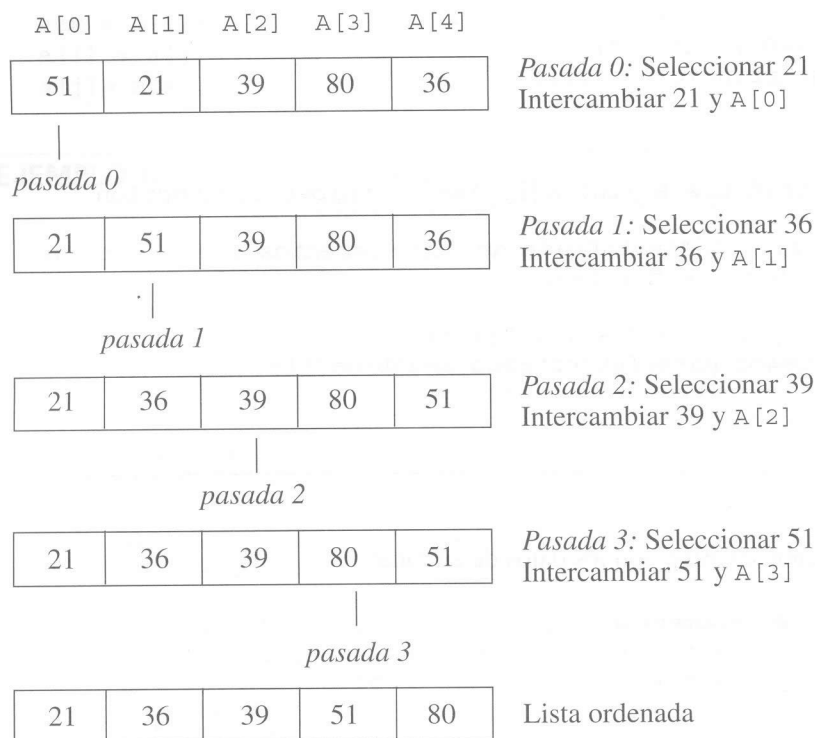 A[0] A[1] A[2] A[3] A[4]
51 21 39 80 36
Pasada 0: Seleccionar 21
Intercambiar 21 y A[0]
pasada 0
21 51 39 80 36
Pasada 1: Seleccionar 36
Intercambiar 36 y A[1]
pasada 1
21 36 39 80 51
Pasada 2: Seleccionar 39
Intercambiar 39 y A[2]
pasada 2
21 36 39 80 51
Pasada 3: Seleccionar 51
Intercambiar 51 y A[3]
pasada 3
21 36 39 51 80
Lista ordenada